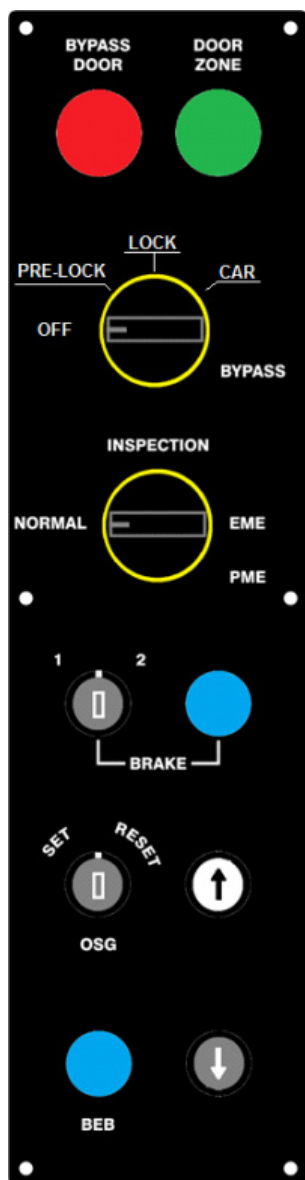 BYPASS DOOR
DOOR ZONE
LOCK
PRE-LOCK
CAR
OFF
BYPASS
INSPECTION
NORMAL
EME
PME
1
2
BRAKE
SET
RESET
OSG
BEB